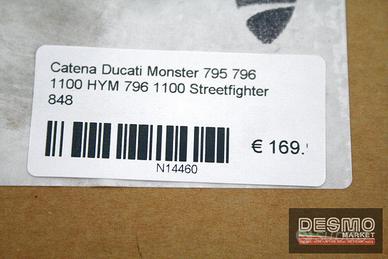 Catena Ducati Monster 795 796
1100 HYM 796 1100 Streetfighter
848
€ 169.
N14460
DESMO
MARKET